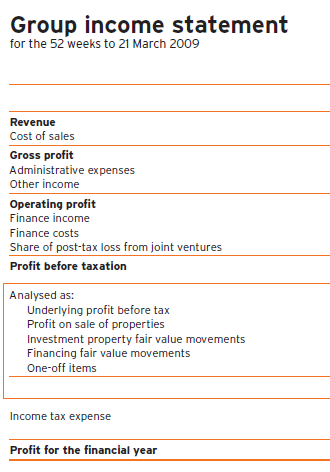 Group income statement
for the 52 weeks to 21 March 2009
Revenue
Cost of sales
Gross profit
Administrative expenses
Other income
Operating profit
Finance income
Finance costs
Share of post-tax loss from joint ventures
Profit before taxation
Analysed as:
Underlying profit before tax
Profit on sale of properties
Investment property fair value movements
Financing fair value movements
One-off items
Income tax expense
Profit for the financial year